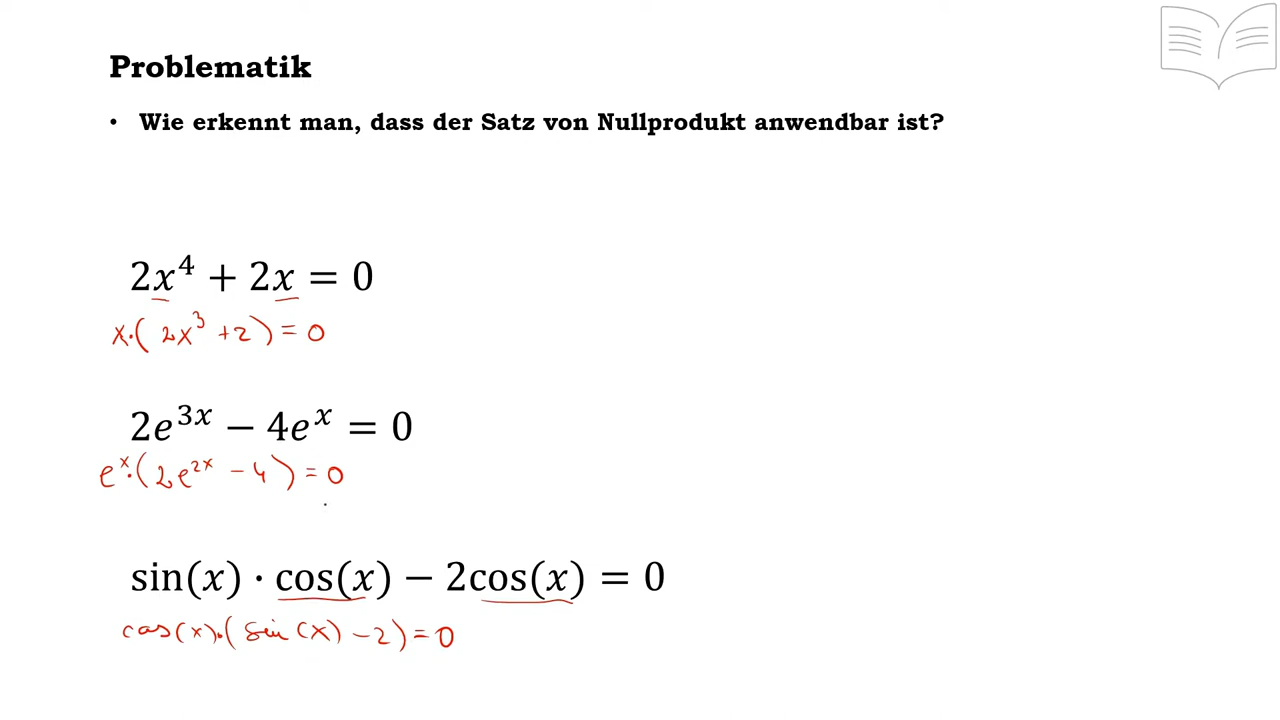 Problematik
• Wie erkennt man, dass der Satz von Nullprodukt anwendbar ist?
2x⁴ + 2x = 0
x·(2x³ + 2) = 0
2e³ˣ − 4eˣ = 0
eˣ·(2e²ˣ − 4) = 0
sin(x) · cos(x) − 2cos(x) = 0
cos(x)·(sin(x) − 2) = 0